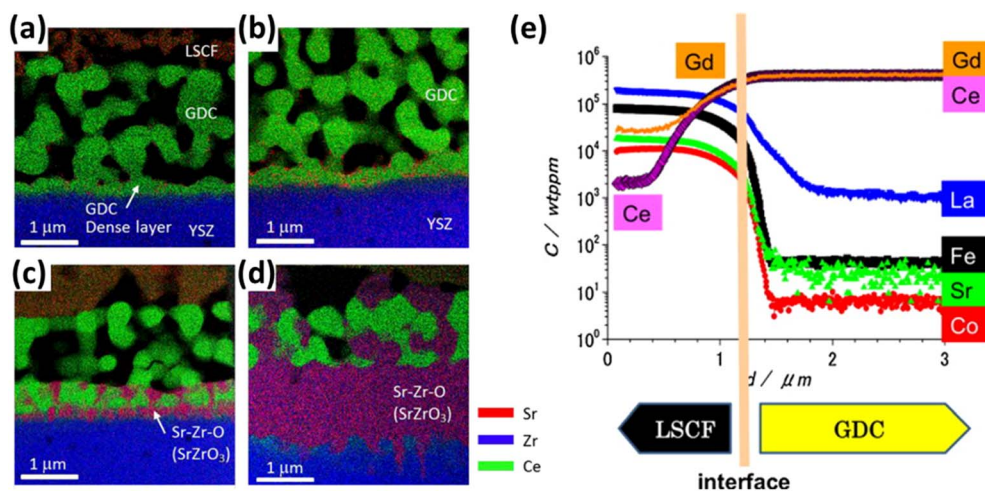 (a)
LSCF
GDC
GDC
Dense layer
YSZ
1 μm
(b)
GDC
YSZ
1 μm
(c)
Sr-Zr-O
(SrZrO3)
1 μm
(d)
Sr-Zr-O
(SrZrO3)
1 μm
Sr
Zr
Ce
(e)
C / wtppm
10^6
10^5
10^4
10^3
10^2
10^1
10^0
Gd
Ce
Gd
Ce
La
Fe
Sr
Co
0 1 2 3
d / μm
LSCF
GDC
interface